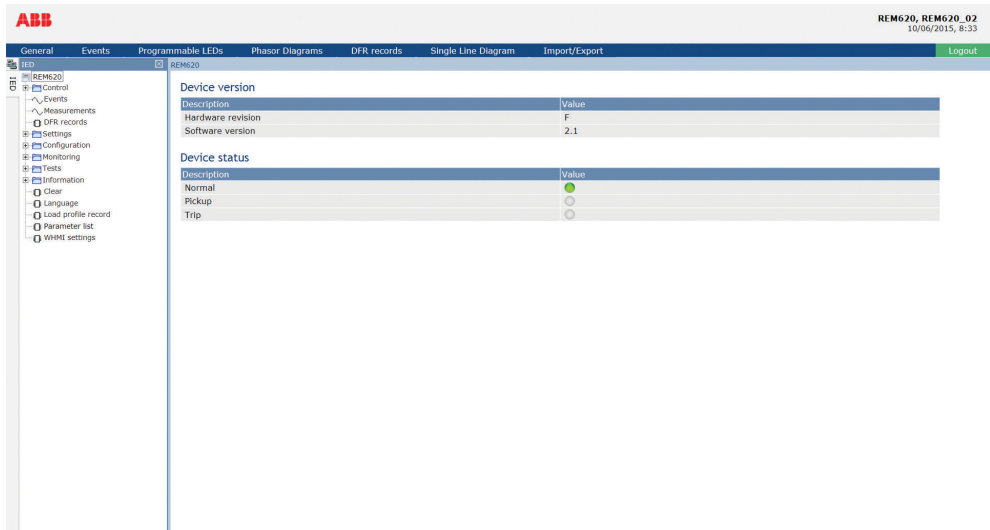 ABB
REM620, REM620_02
10/06/2015, 8:33
General Events Programmable LEDs Phasor Diagrams DFR records Single Line Diagram Import/Export Logout
IED
IED
REM620
Control
Events
Measurements
DFR records
Settings
Configuration
Monitoring
Tests
Information
Clear
Language
Load profile record
Parameter list
WHMI settings
REM620
Device version
Description Value
Hardware revision F
Software version 2.1
Device status
Description Value
Normal
Pickup
Trip